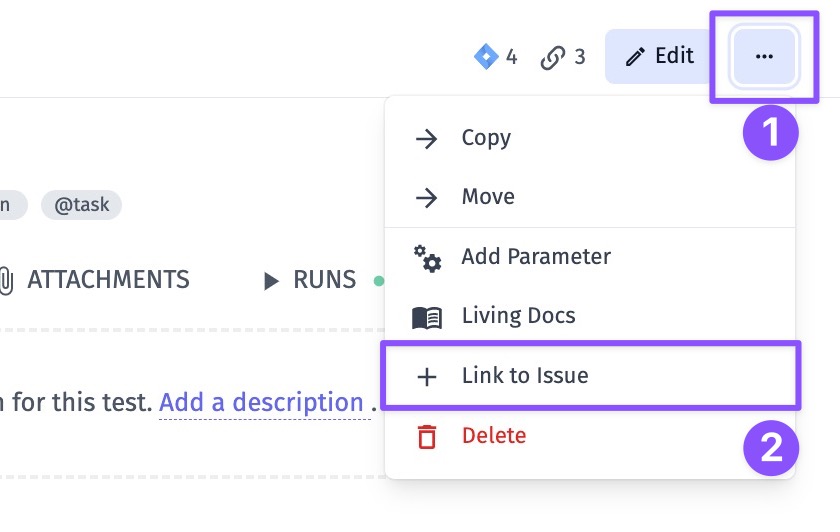 4 3 Edit ...
1
Copy
Move
n @task
Add Parameter
ATTACHMENTS RUNS
Living Docs
Link to Issue
for this test. Add a description .
Delete
2